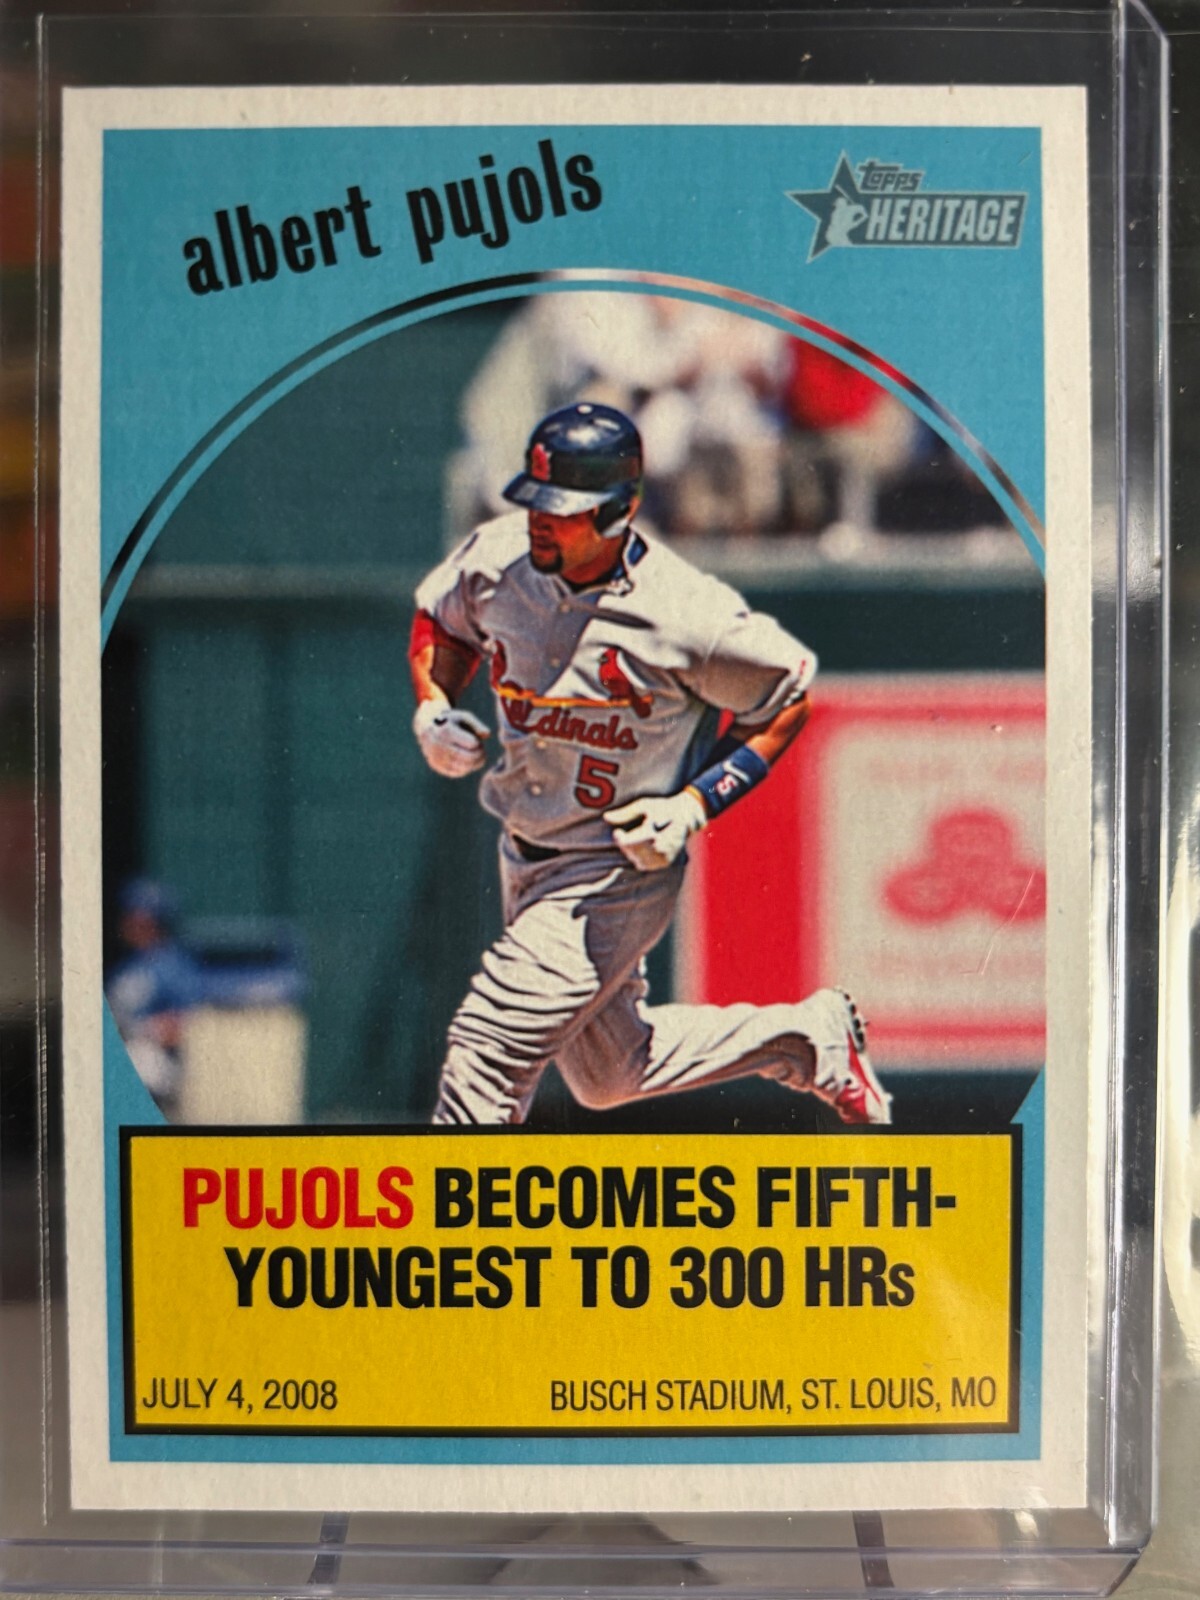 albert pujols
topps
HERITAGE
Cardinals
5
5
PUJOLS BECOMES FIFTH-
YOUNGEST TO 300 HRs
JULY 4, 2008
BUSCH STADIUM, ST. LOUIS, MO